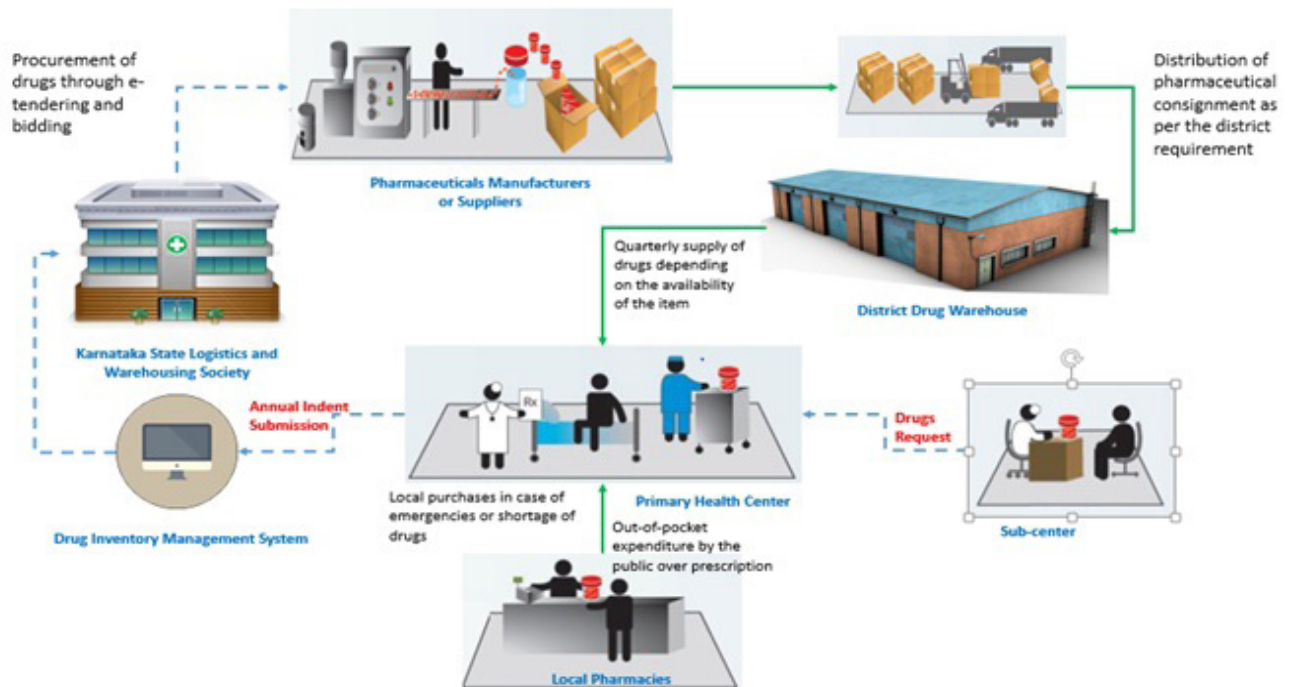 Procurement of
drugs through e-
tendering and
bidding
Pharmaceuticals Manufacturers
or Suppliers
Distribution of
pharmaceutical
consignment as
per the district
requirement
Quarterly supply of
drugs depending
on the availability
of the item
District Drug Warehouse
Karnataka State Logistics and
Warehousing Society
Annual Indent
Submission
Rx
Drugs
Request
Local purchases in case of
emergencies or shortage of
drugs
Primary Health Center
Out-of-pocket
expenditure by the
public over prescription
Sub-center
Drug Inventory Management System
Local Pharmacies